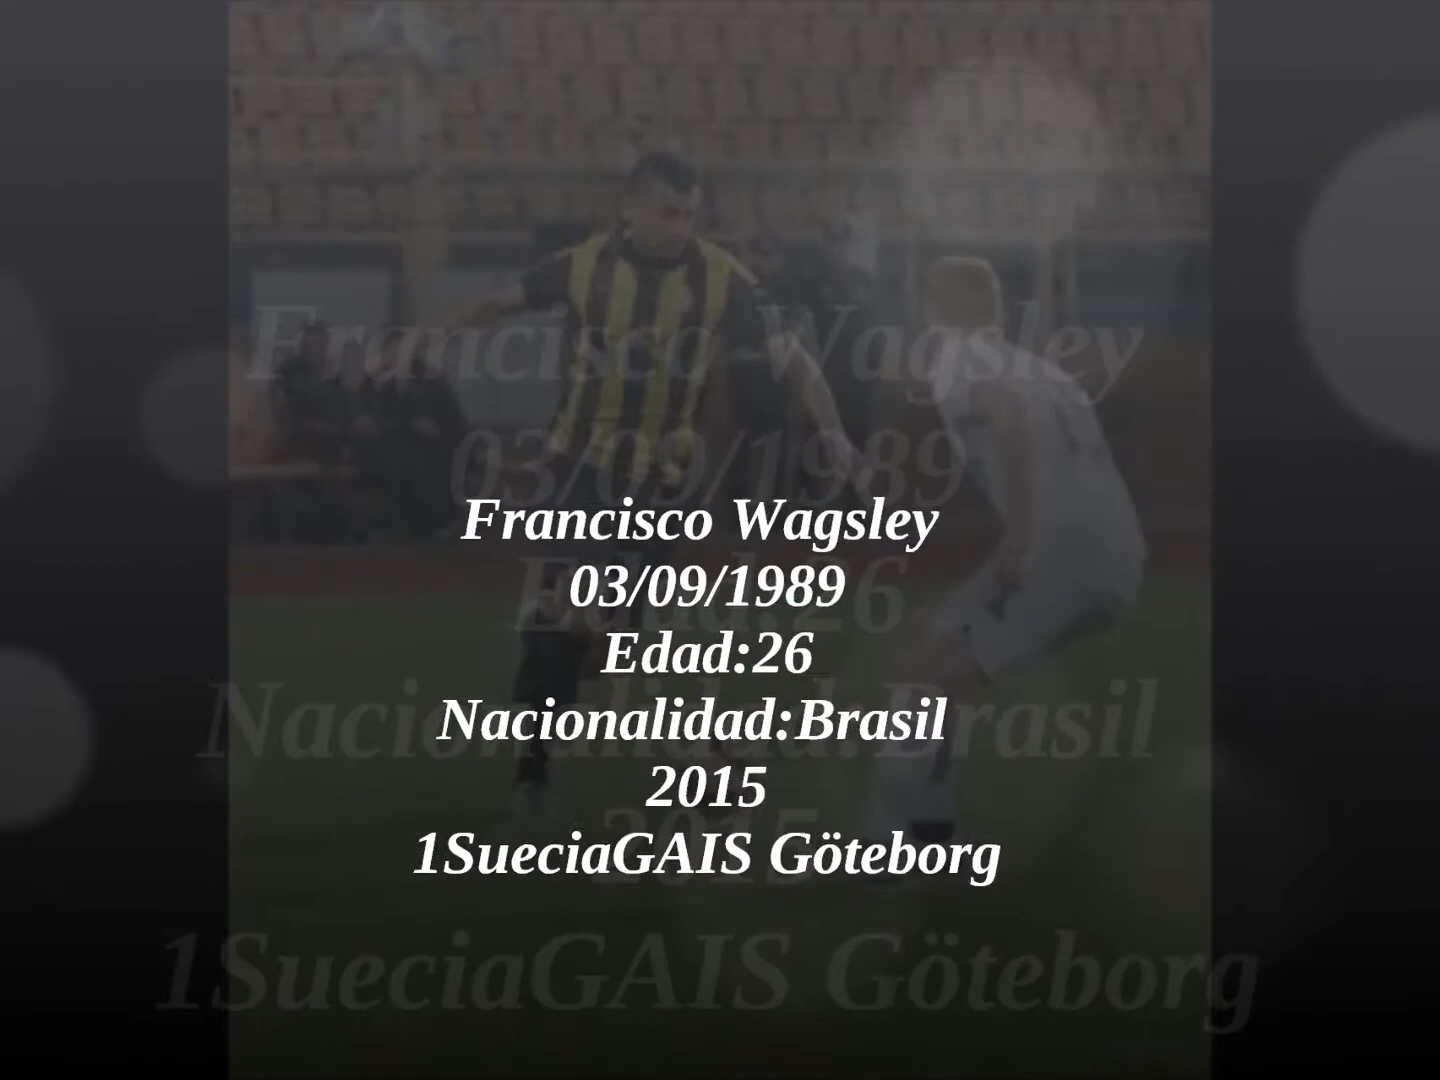 Francisco Wagsley
03/09/1989
Edad:26
Nacionalidad:Brasil
2015
1SueciaGAIS Göteborg